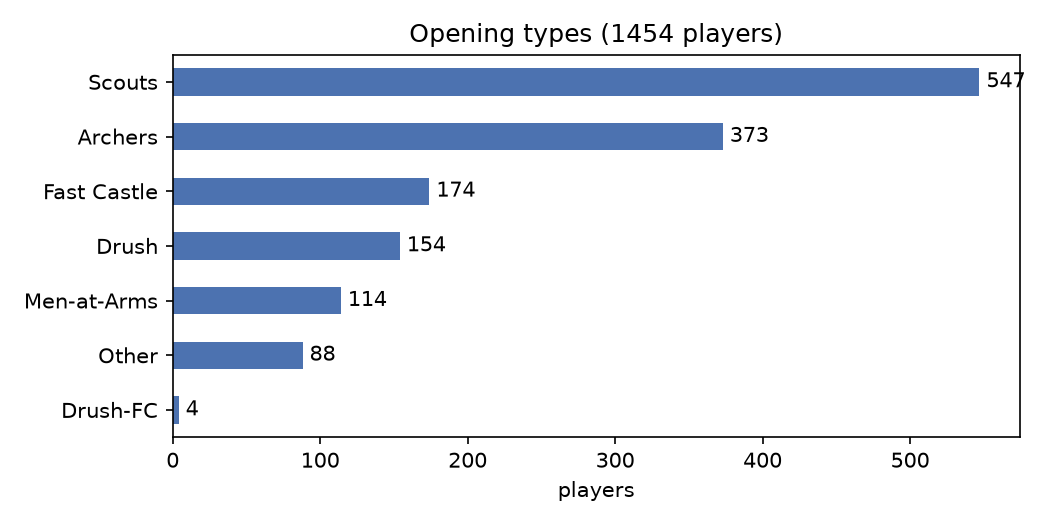 Opening types (1454 players)
Scouts 547
Archers 373
Fast Castle 174
Drush 154
Men-at-Arms 114
Other 88
Drush-FC 4
0 100 200 300 400 500
players